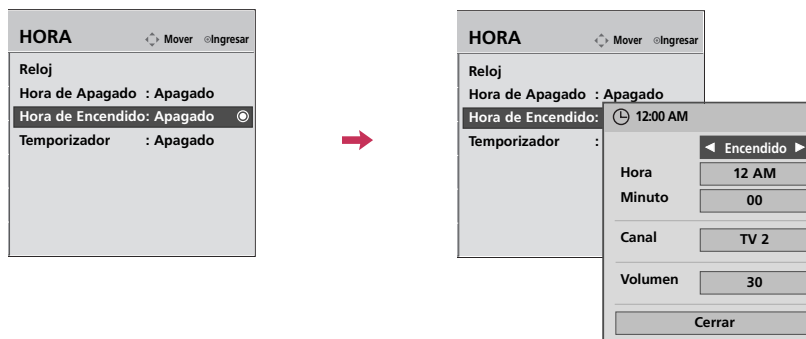 HORA Mover Ingresar
Reloj
Hora de Apagado : Apagado
Hora de Encendido: Apagado
Temporizador : Apagado
HORA Mover Ingresar
Reloj
Hora de Apagado : Apagado
Hora de Encendido:
Temporizador :
12:00 AM
◀ Encendido ▶
Hora 12 AM
Minuto 00
Canal TV 2
Volumen 30
Cerrar